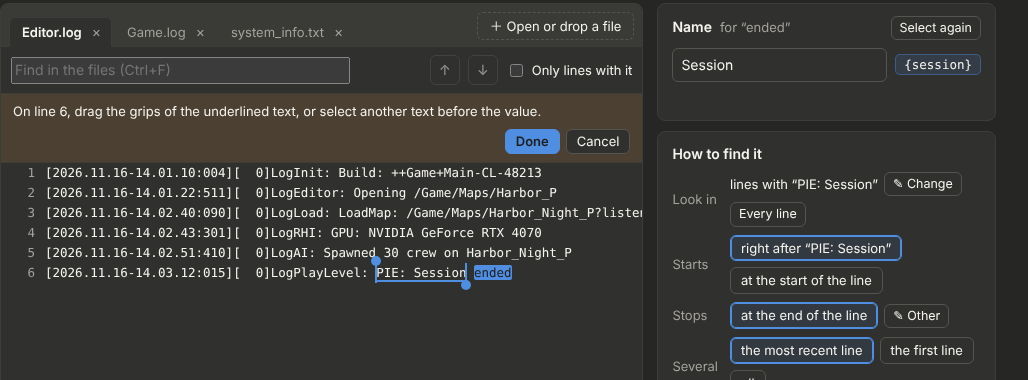 Editor.log ×
Game.log ×
system_info.txt ×
+ Open or drop a file
Find in the files (Ctrl+F)
↑ ↓ Only lines with it
On line 6, drag the grips of the underlined text, or select another text before the value.
Done Cancel
1 [2026.11.16-14.01.10:004][  0]LogInit: Build: ++Game+Main-CL-48213
2 [2026.11.16-14.01.22:511][  0]LogEditor: Opening /Game/Maps/Harbor_P
3 [2026.11.16-14.02.40:090][  0]LogLoad: LoadMap: /Game/Maps/Harbor_Night_P?listen
4 [2026.11.16-14.02.43:301][  0]LogRHI: GPU: NVIDIA GeForce RTX 4070
5 [2026.11.16-14.02.51:410][  0]LogAI: Spawned 30 crew on Harbor_Night_P
6 [2026.11.16-14.03.12:015][  0]LogPlayLevel: PIE: Session ended
Name for “ended” Select again
Session {session}
How to find it
Look in lines with “PIE: Session” ✎ Change
Every line
Starts right after “PIE: Session”
at the start of the line
Stops at the end of the line ✎ Other
Several the most recent line the first line